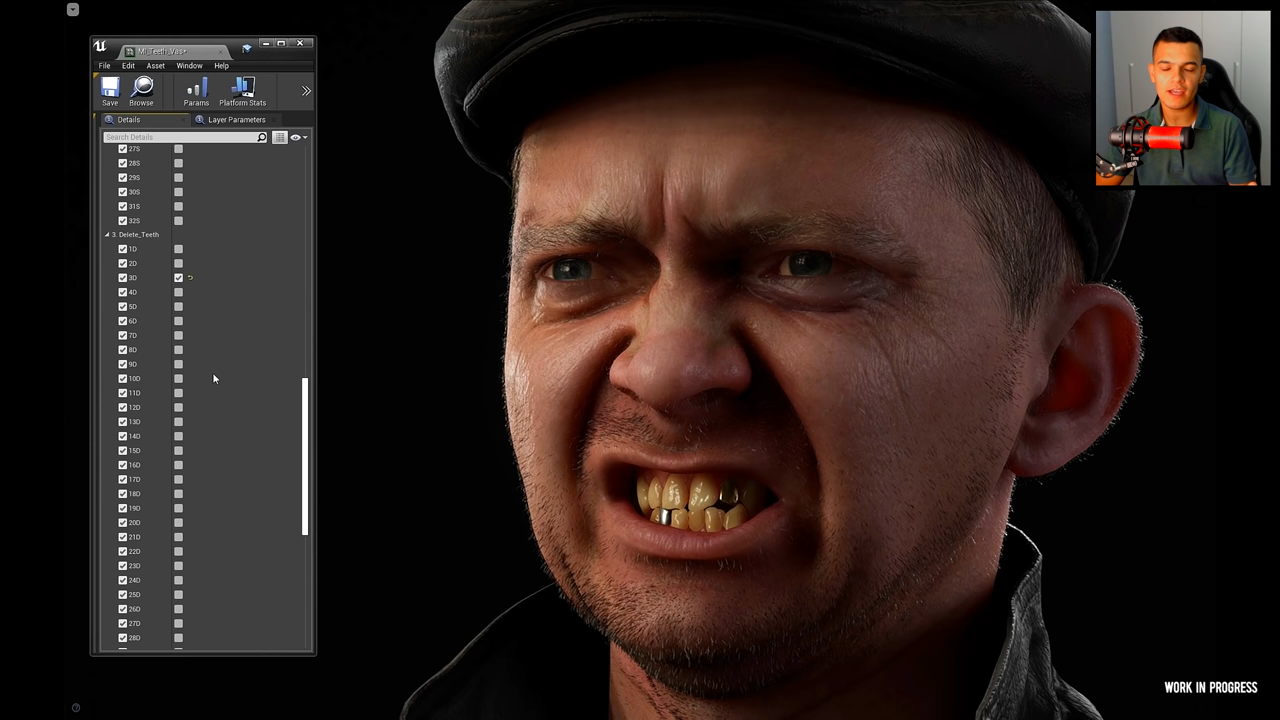 MI_Teeth_Vas*
File Edit Asset Window Help
Save Browse Params Platform Stats
Details Layer Parameters
Search Details
27S
28S
29S
30S
31S
32S
3. Delete_Teeth
1D
2D
3D
4D
5D
6D
7D
8D
9D
10D
11D
12D
13D
14D
15D
16D
17D
18D
19D
20D
21D
22D
23D
24D
25D
26D
27D
28D
WORK IN PROGRESS